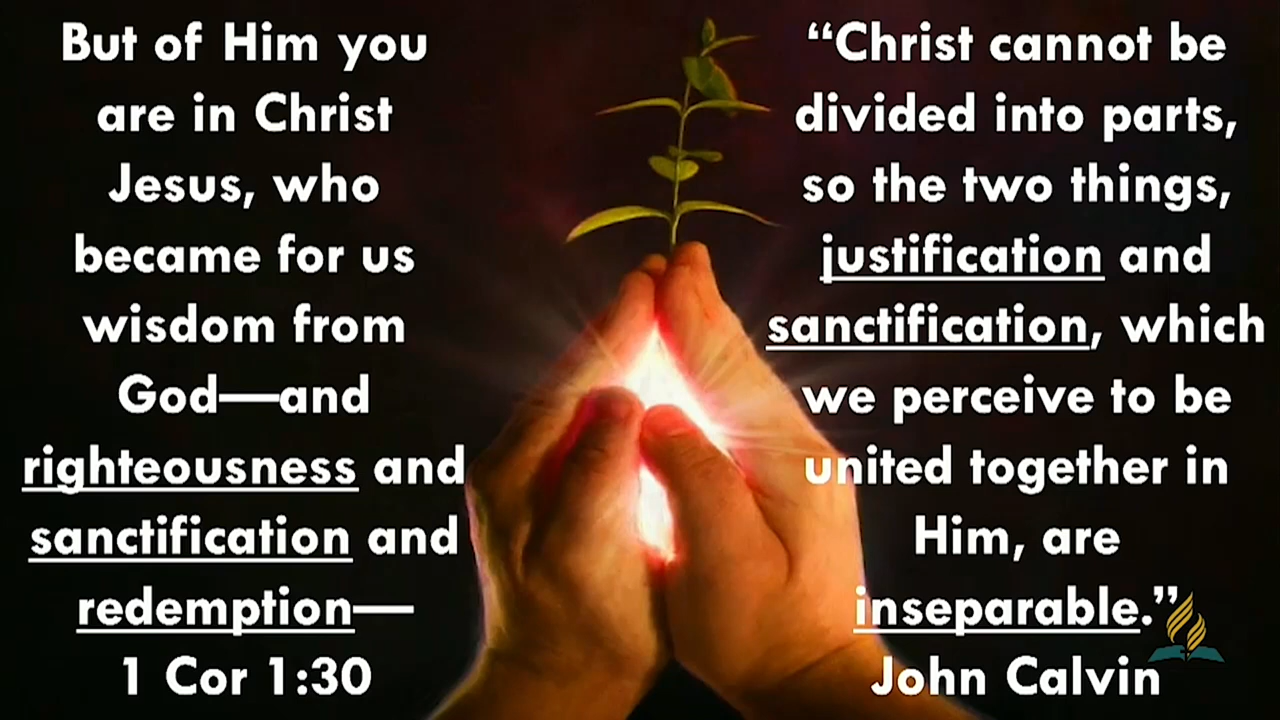 But of Him you
are in Christ
Jesus, who
became for us
wisdom from
God—and
righteousness and
sanctification and
redemption—
1 Cor 1:30
“Christ cannot be
divided into parts,
so the two things,
justification and
sanctification, which
we perceive to be
united together in
Him, are
inseparable.”
John Calvin